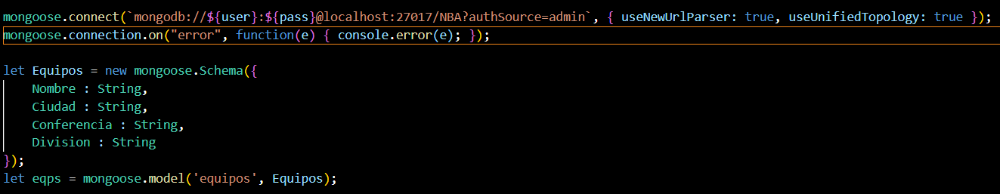 mongoose.connect(`mongodb://${user}:${pass}@localhost:27017/NBA?authSource=admin`, { useNewUrlParser: true, useUnifiedTopology: true });
mongoose.connection.on("error", function(e) { console.error(e); });
let Equipos = new mongoose.Schema({
    Nombre : String,
    Ciudad : String,
    Conferencia : String,
    Division : String
});
let eqps = mongoose.model('equipos', Equipos);